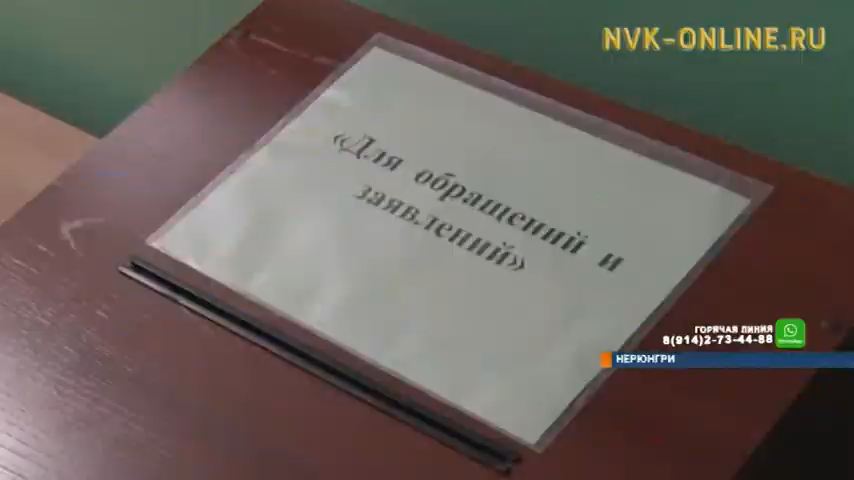 NVK-ONLINE.RU
«Для обращений и
заявлений»
ГОРЯЧАЯ ЛИНИЯ
8(914)2-73-44-88
НЕРЮНГРИ